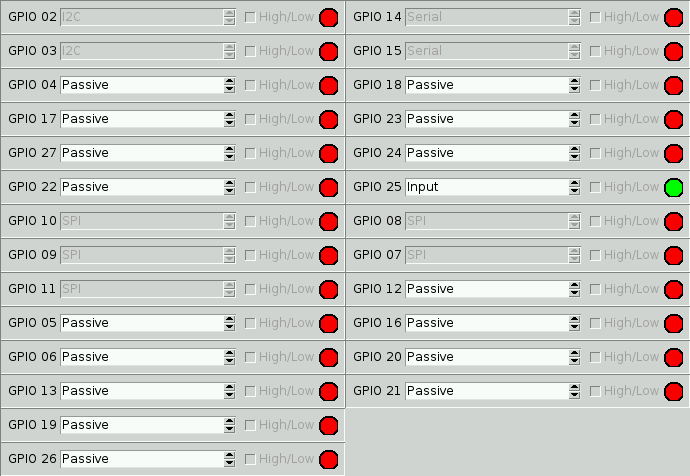 GPIO 02 I2C High/Low GPIO 14 Serial High/Low
GPIO 03 I2C High/Low GPIO 15 Serial High/Low
GPIO 04 Passive High/Low GPIO 18 Passive High/Low
GPIO 17 Passive High/Low GPIO 23 Passive High/Low
GPIO 27 Passive High/Low GPIO 24 Passive High/Low
GPIO 22 Passive High/Low GPIO 25 Input High/Low
GPIO 10 SPI High/Low GPIO 08 SPI High/Low
GPIO 09 SPI High/Low GPIO 07 SPI High/Low
GPIO 11 SPI High/Low GPIO 12 Passive High/Low
GPIO 05 Passive High/Low GPIO 16 Passive High/Low
GPIO 06 Passive High/Low GPIO 20 Passive High/Low
GPIO 13 Passive High/Low GPIO 21 Passive High/Low
GPIO 19 Passive High/Low
GPIO 26 Passive High/Low